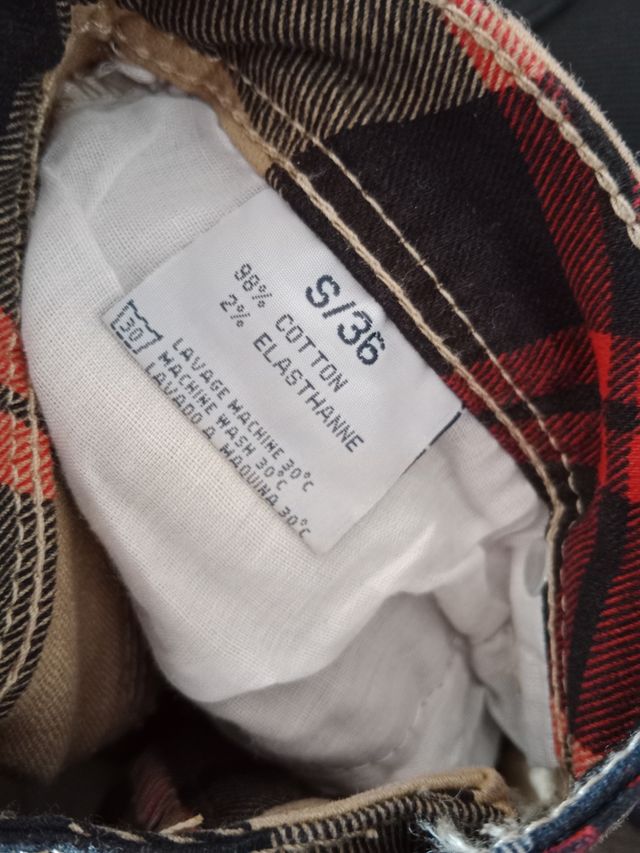 S/36
98% COTTON
2% ELASTHANNE
30
LAVAGE MACHINE 30°C
MACHINE WASH 30°C
LAVADO A MAQUINA 30°C